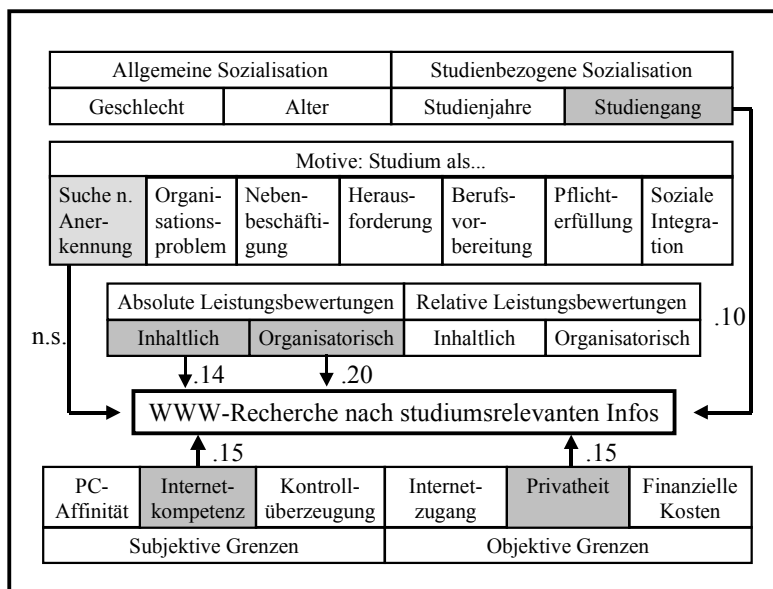 Allgemeine Sozialisation Studienbezogene Sozialisation
Geschlecht Alter Studienjahre Studiengang
Motive: Studium als...
Suche n. Anerkennung
Organi-
sations-
problem
Neben-
beschäfti-
gung
Heraus-
forderung
Berufs-
vor-
bereitung
Pflicht-
erfüllung
Soziale
Integra-
tion
Absolute Leistungsbewertungen Relative Leistungsbewertungen
Inhaltlich Organisatorisch Inhaltlich Organisatorisch
n.s.
.10
.14
.20
WWW-Recherche nach studiumsrelevanten Infos
.15
.15
PC-
Affinität
Internet-
kompetenz
Kontroll-
überzeugung
Internet-
zugang
Privatheit
Finanzielle
Kosten
Subjektive Grenzen Objektive Grenzen